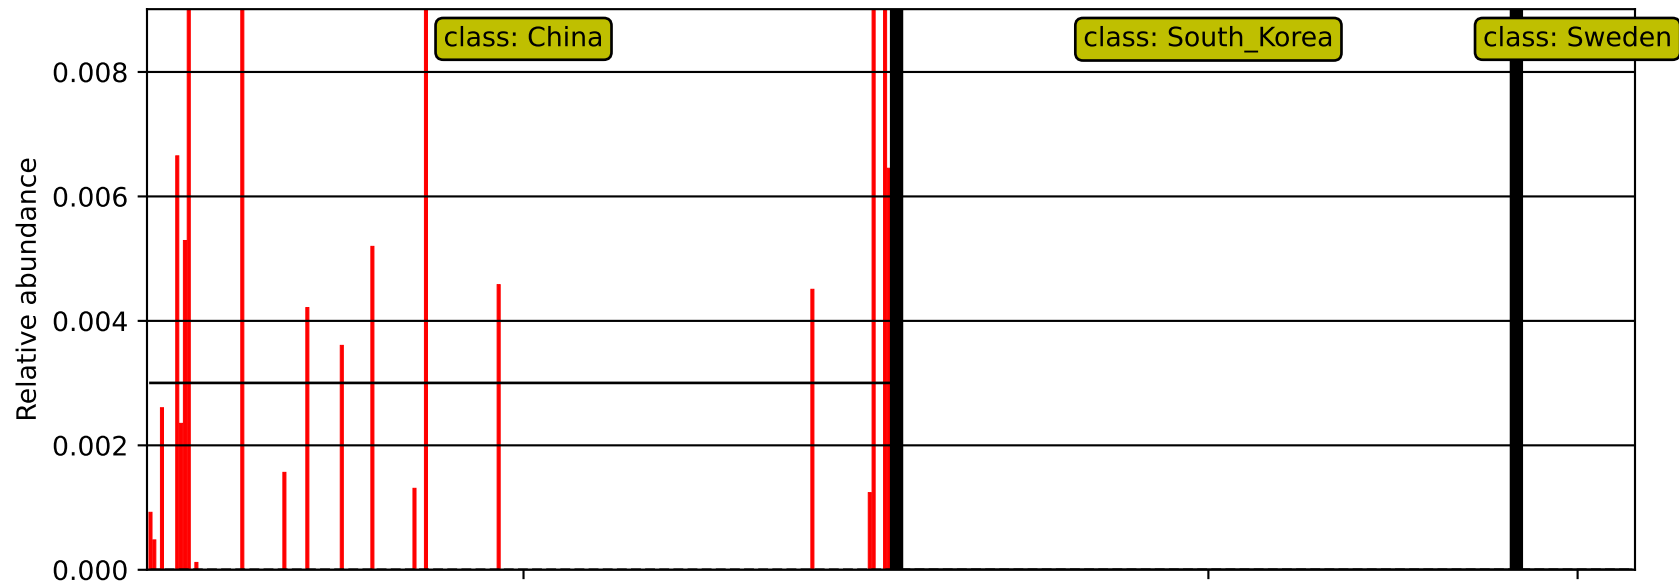 class: China
class: South_Korea
class: Sweden
0.008
0.006
0.004
0.002
0.000
Relative abundance